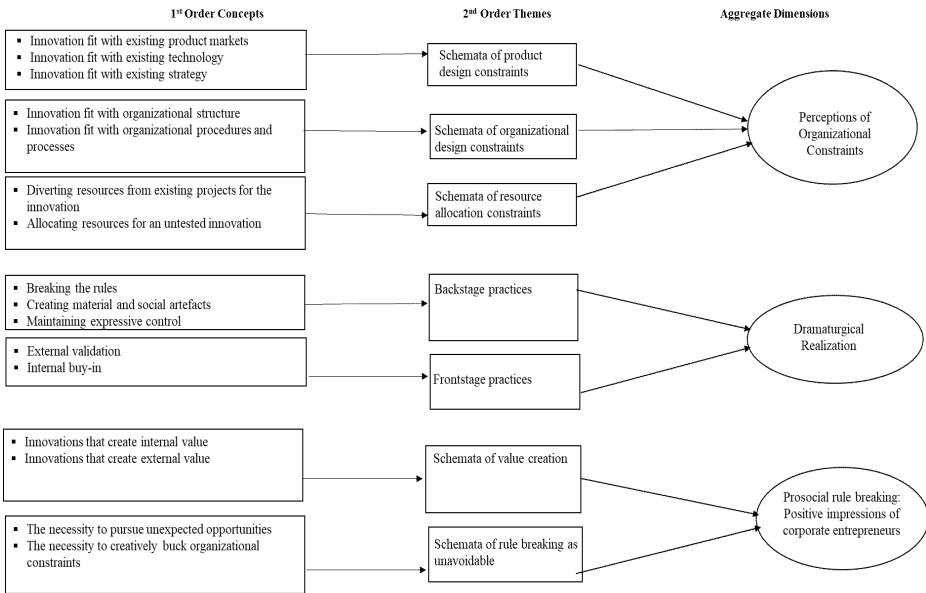 1st Order Concepts
2nd Order Themes
Aggregate Dimensions
▪ Innovation fit with existing product markets
▪ Innovation fit with existing technology
▪ Innovation fit with existing strategy
Schemata of product
design constraints
▪ Innovation fit with organizational structure
▪ Innovation fit with organizational procedures and
processes
Schemata of organizational
design constraints
▪ Diverting resources from existing projects for the
innovation
▪ Allocating resources for an untested innovation
Schemata of resource
allocation constraints
Perceptions of
Organizational
Constraints
▪ Breaking the rules
▪ Creating material and social artefacts
▪ Maintaining expressive control
Backstage practices
▪ External validation
▪ Internal buy-in
Frontstage practices
Dramaturgical
Realization
▪ Innovations that create internal value
▪ Innovations that create external value
Schemata of value creation
▪ The necessity to pursue unexpected opportunities
▪ The necessity to creatively buck organizational
constraints
Schemata of rule breaking as
unavoidable
Prosocial rule breaking:
Positive impressions of
corporate entrepreneurs